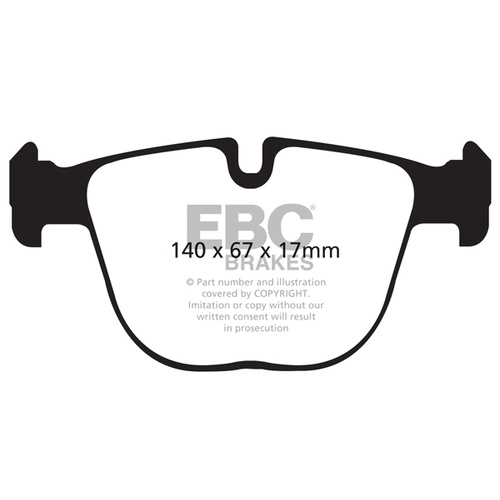 EBC
140 x 67 x 17mm
BRAKES
© Part number and illustration
covered by COPYRIGHT.
Imitation or copy without our
written consent will result
in prosecution